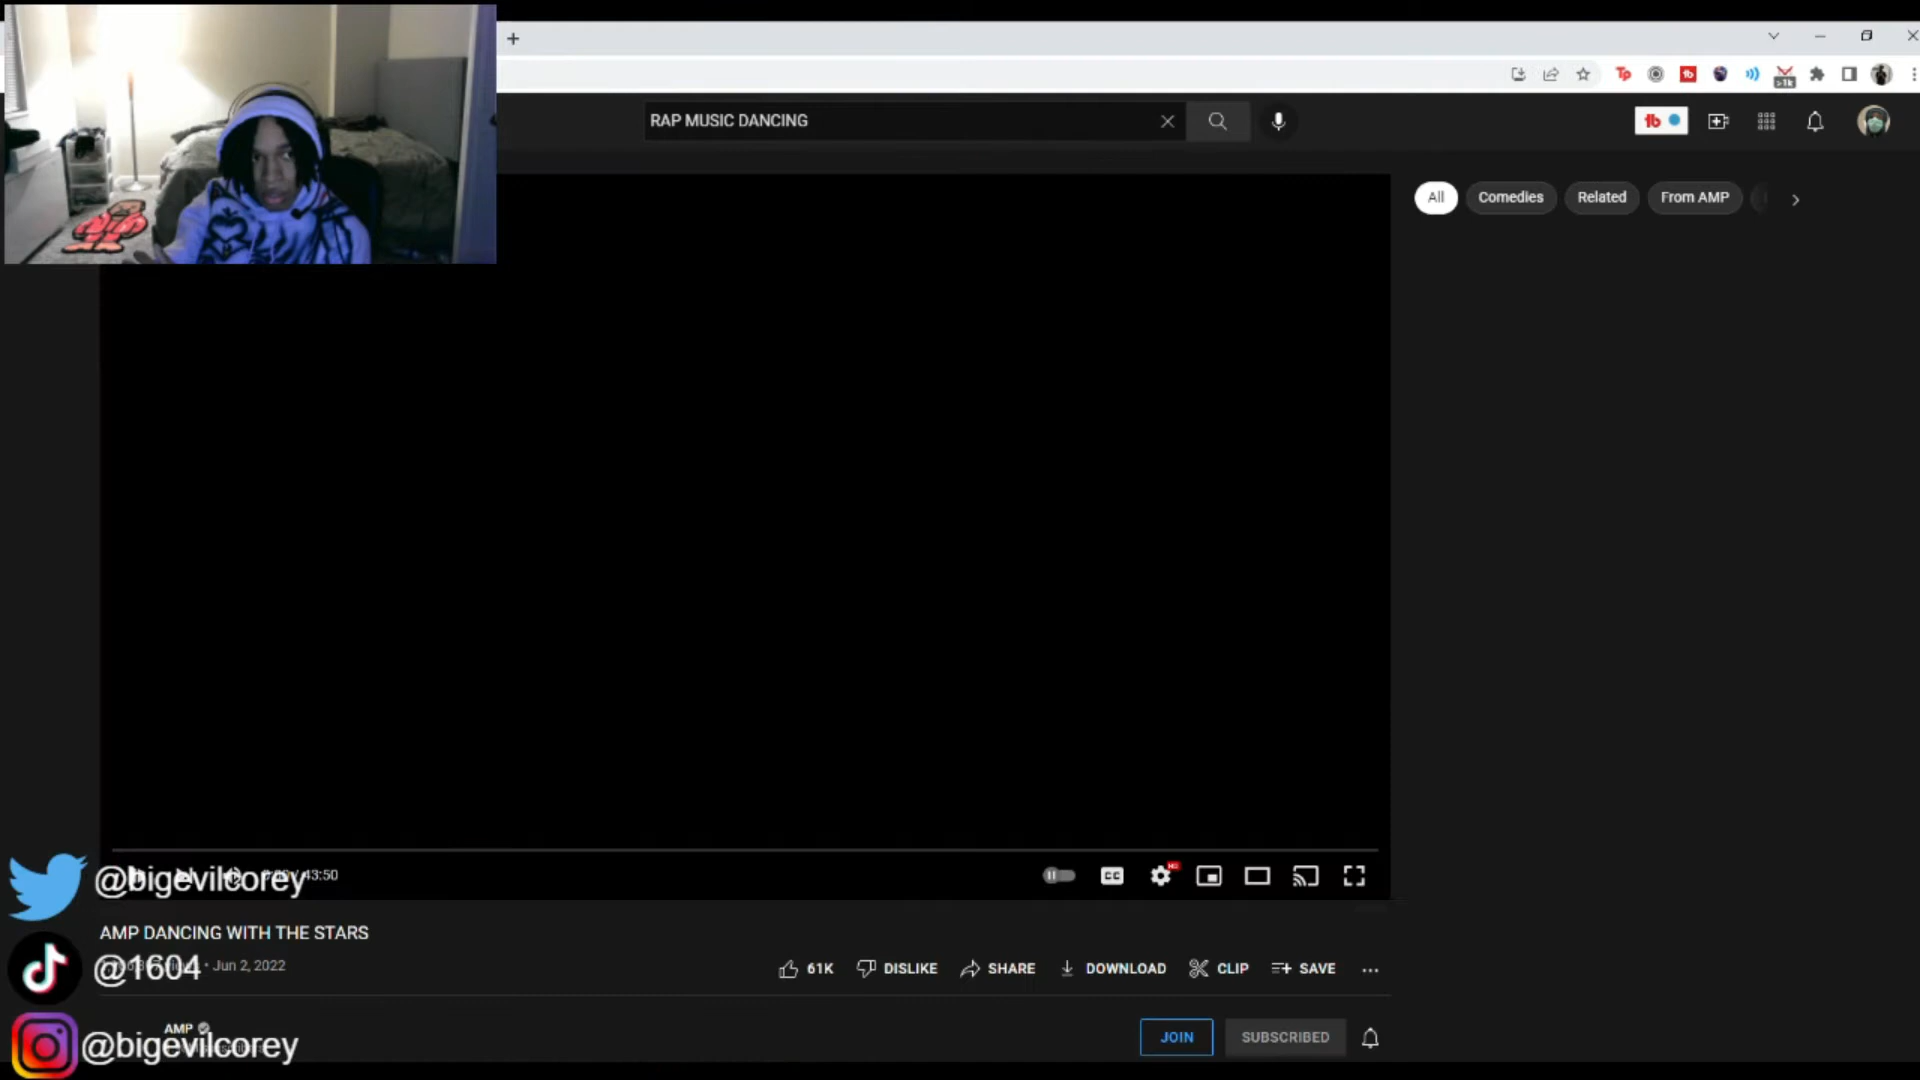 RAP MUSIC DANCING
All
Comedies
Related
From AMP
43:50
CC
@bigevilcorey
AMP DANCING WITH THE STARS
Jun 2, 2022
@1604
61K
DISLIKE
SHARE
DOWNLOAD
CLIP
SAVE
AMP
@bigevilcorey
JOIN
SUBSCRIBED